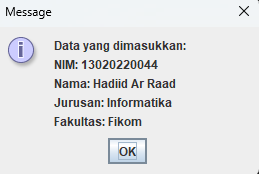 Message
Data yang dimasukkan:
NIM: 13020220044
Nama: Hadiid Ar Raad
Jurusan: Informatika
Fakultas: Fikom
OK